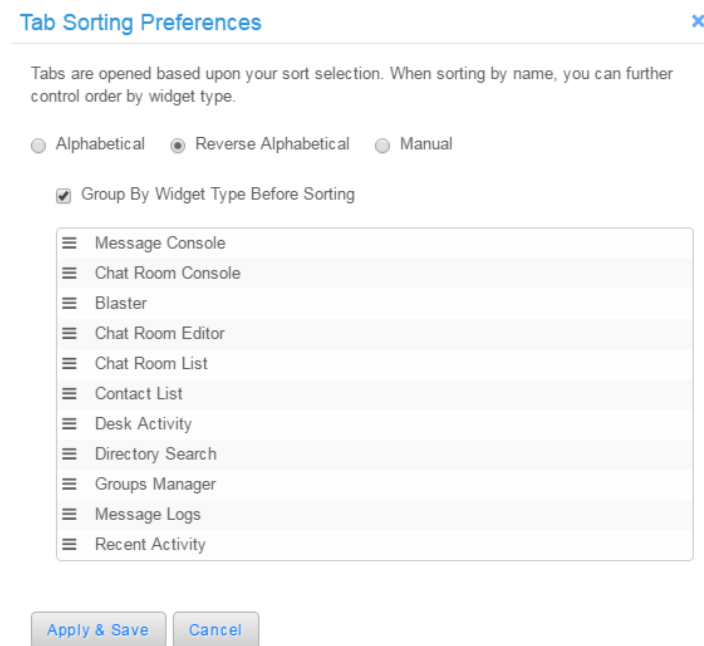 Tab Sorting Preferences
Tabs are opened based upon your sort selection. When sorting by name, you can further
control order by widget type.
Alphabetical Reverse Alphabetical Manual
Group By Widget Type Before Sorting
Message Console
Chat Room Console
Blaster
Chat Room Editor
Chat Room List
Contact List
Desk Activity
Directory Search
Groups Manager
Message Logs
Recent Activity
Apply & Save Cancel